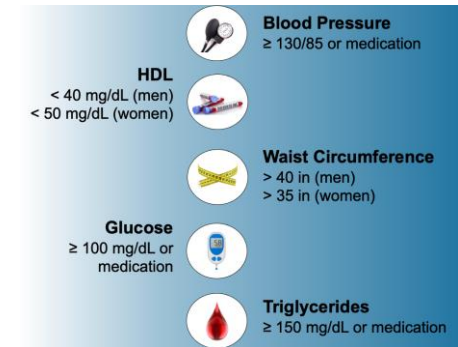 Blood Pressure
≥ 130/85 or medication
HDL
< 40 mg/dL (men)
< 50 mg/dL (women)
Waist Circumference
> 40 in (men)
> 35 in (women)
Glucose
≥ 100 mg/dL or
medication
Triglycerides
≥ 150 mg/dL or medication